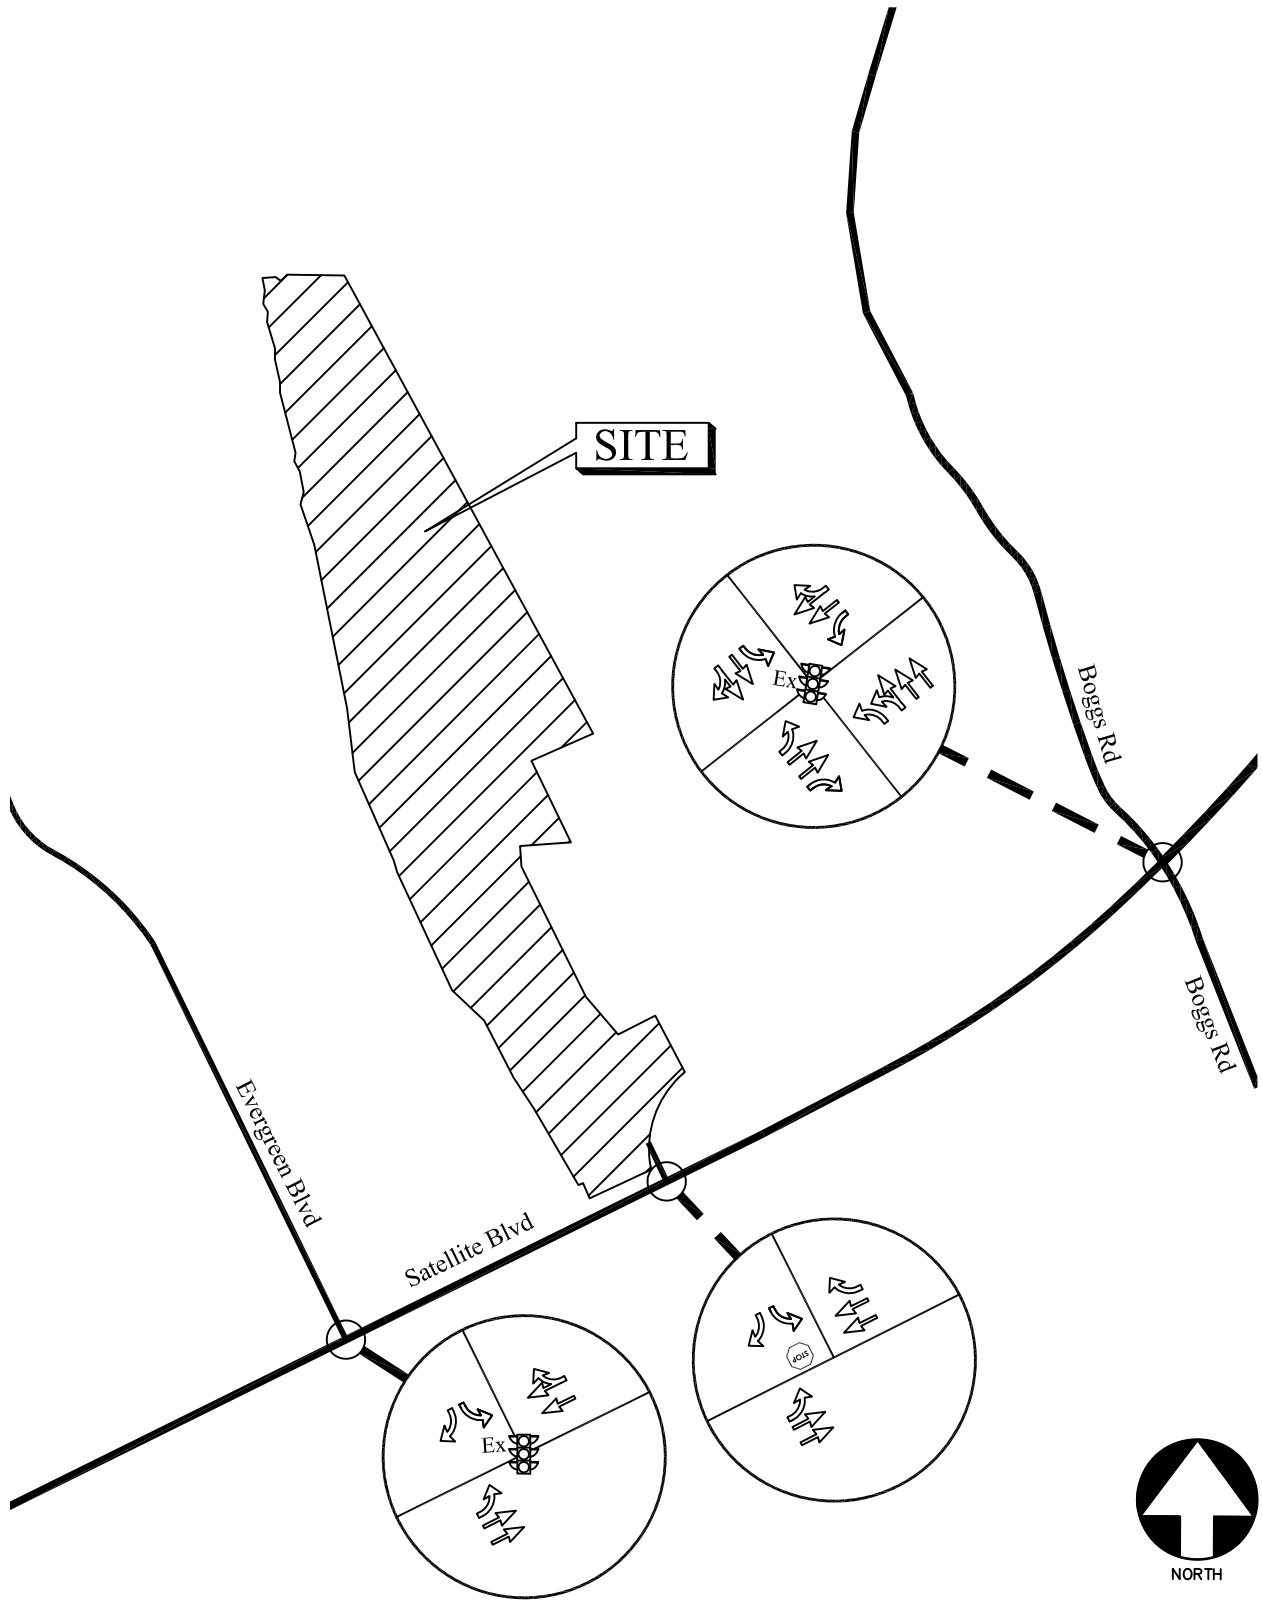 SITE
Ex
Boggs Rd
Boggs Rd
Evergreen Blvd
Satellite Blvd
STOP
Ex
NORTH